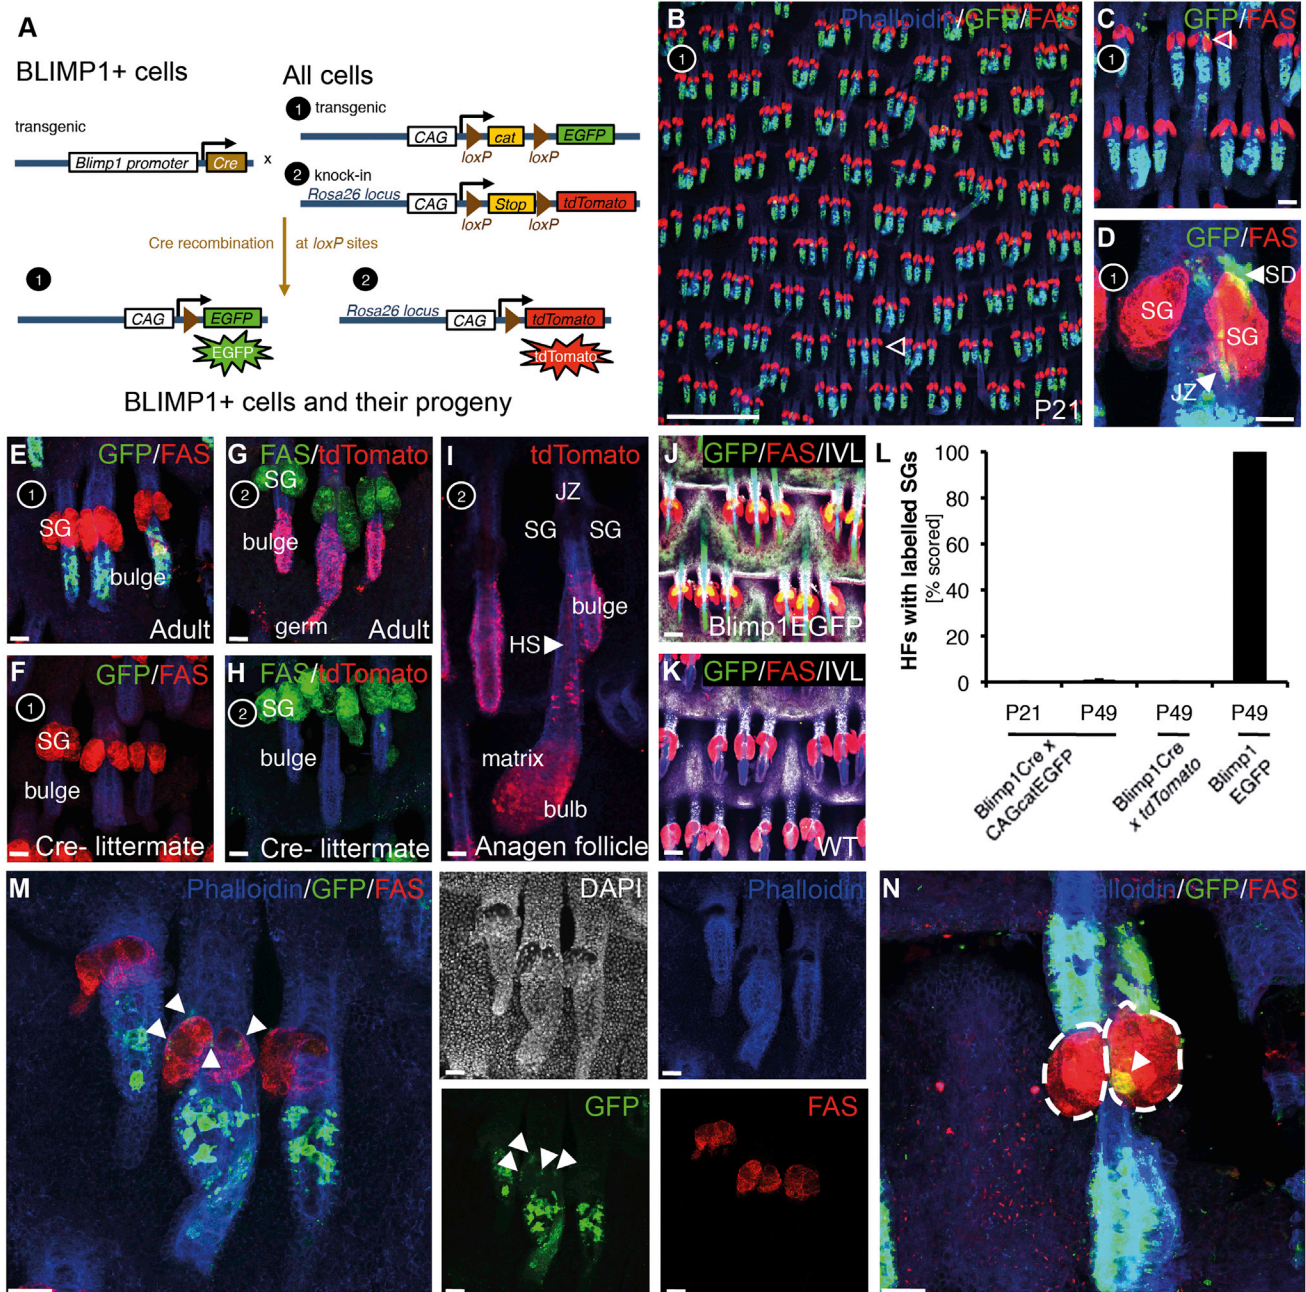 A
BLIMP1+ cells
All cells
1 transgenic
transgenic
CAG cat EGFP
loxP loxP
Blimp1 promoter Cre x
2 knock-in
Rosa26 locus
CAG Stop tdTomato
loxP loxP
Cre recombination at loxP sites
1
2
CAG EGFP
EGFP
Rosa26 locus
CAG tdTomato
tdTomato
BLIMP1+ cells and their progeny
B Phalloidin/GFP/FAS
1
P21
C GFP/FAS
1
D GFP/FAS
1
SD
SG
SG
JZ
E GFP/FAS
1
SG
bulge
Adult
G FAS/tdTomato
2
SG
bulge
germ
Adult
I tdTomato
2
JZ
SG SG
bulge
HS
matrix
bulb
Anagen follicle
J GFP/FAS/IVL
Blimp1EGFP
L
HFs with labelled SGs
[% scored]
100
80
60
40
20
0
P21 P49 P49 P49
Blimp1Cre x
CAGcatEGFP
Blimp1Cre
x tdTomato
Blimp1
EGFP
F GFP/FAS
1
SG
bulge
Cre- littermate
H FAS/tdTomato
2
SG
bulge
Cre- littermate
K GFP/FAS/IVL
WT
M Phalloidin/GFP/FAS
DAPI
Phalloidin
GFP
FAS
N alloidin/GFP/FAS